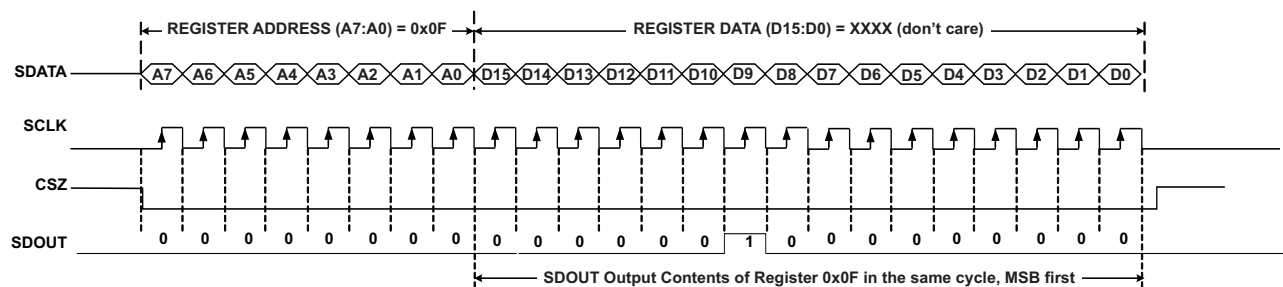 REGISTER ADDRESS (A7:A0) = 0x0F REGISTER DATA (D15:D0) = XXXX (don't care)
SDATA A7 A6 A5 A4 A3 A2 A1 A0 D15 D14 D13 D12 D11 D10 D9 D8 D7 D6 D5 D4 D3 D2 D1 D0
SCLK
CSZ
SDOUT 0 0 0 0 0 0 0 0 0 0 0 0 0 0 1 0 0 0 0 0 0 0 0 0
SDOUT Output Contents of Register 0x0F in the same cycle, MSB first